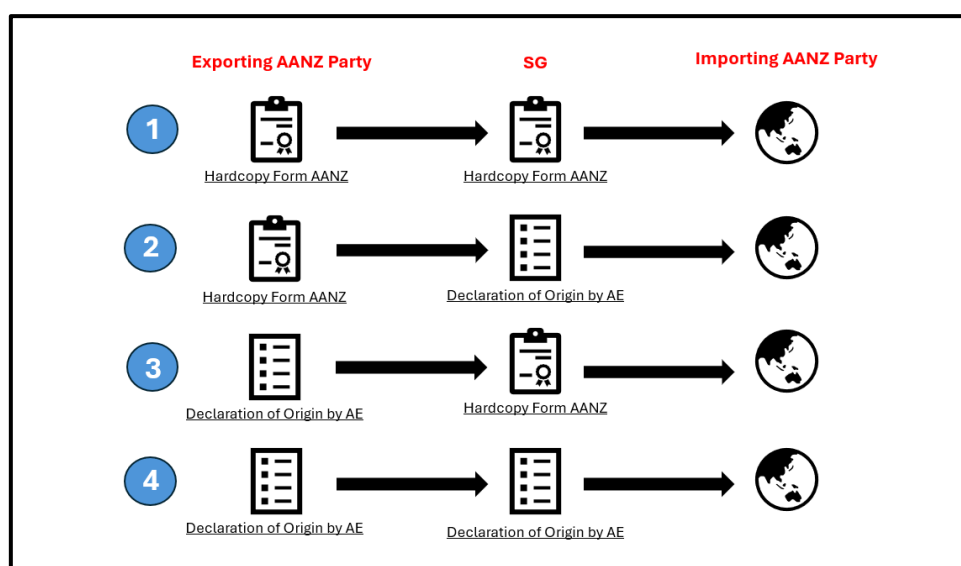 Exporting AANZ Party SG Importing AANZ Party
1
Hardcopy Form AANZ Hardcopy Form AANZ
2
Hardcopy Form AANZ Declaration of Origin by AE
3
Declaration of Origin by AE Hardcopy Form AANZ
4
Declaration of Origin by AE Declaration of Origin by AE